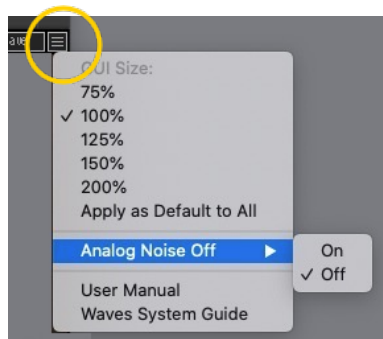 GUI Size:
75%
✓ 100%
125%
150%
200%
Apply as Default to All
Analog Noise Off ▶
On
✓ Off
User Manual
Waves System Guide